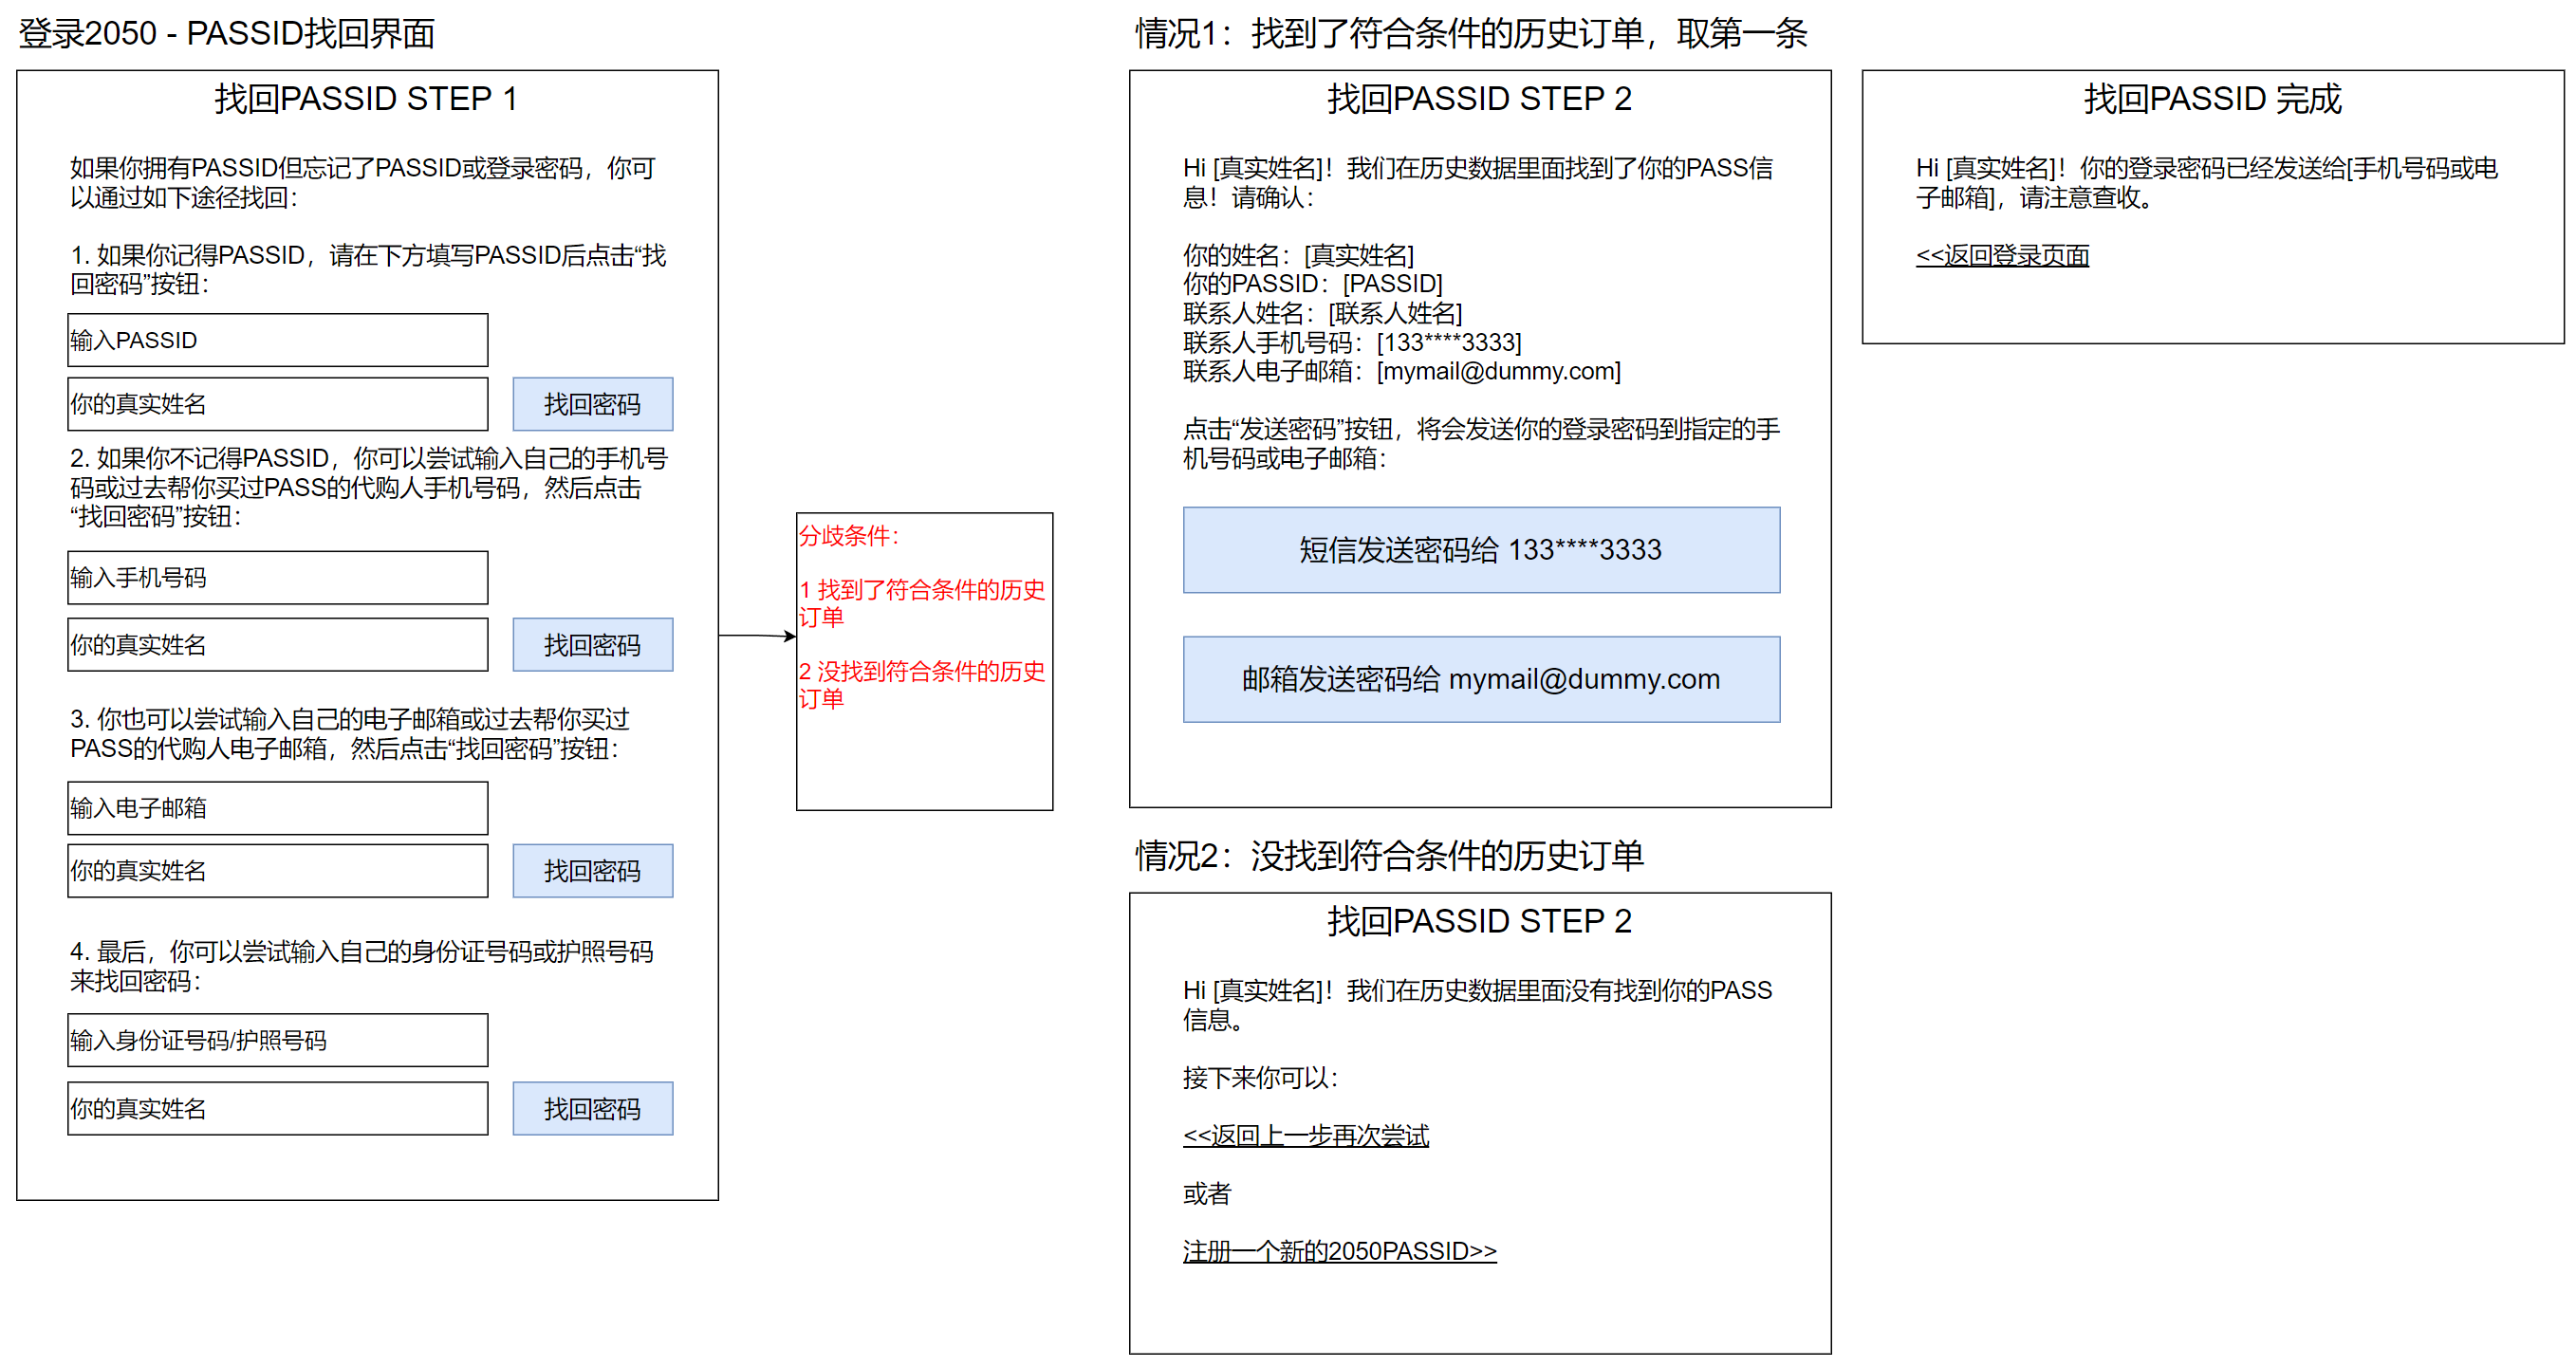 登录2050 - PASSID找回界面
找回PASSID STEP 1
如果你拥有PASSID但忘记了PASSID或登录密码，你可
以通过如下途径找回：
1. 如果你记得PASSID，请在下方填写PASSID后点击“找
回密码”按钮：
输入PASSID
你的真实姓名
找回密码
2. 如果你不记得PASSID，你可以尝试输入自己的手机号
码或过去帮你买过PASS的代购人手机号码，然后点击
“找回密码”按钮：
输入手机号码
你的真实姓名
找回密码
3. 你也可以尝试输入自己的电子邮箱或过去帮你买过
PASS的代购人电子邮箱，然后点击“找回密码”按钮：
输入电子邮箱
你的真实姓名
找回密码
4. 最后，你可以尝试输入自己的身份证号码或护照号码
来找回密码：
输入身份证号码/护照号码
你的真实姓名
找回密码
分歧条件：
1 找到了符合条件的历史
订单
2 没找到符合条件的历史
订单
情况1：找到了符合条件的历史订单，取第一条
找回PASSID STEP 2
Hi [真实姓名]！我们在历史数据里面找到了你的PASS信
息！请确认：
你的姓名：[真实姓名]
你的PASSID：[PASSID]
联系人姓名：[联系人姓名]
联系人手机号码：[133****3333]
联系人电子邮箱：[mymail@dummy.com]
点击“发送密码”按钮，将会发送你的登录密码到指定的手
机号码或电子邮箱：
短信发送密码给 133****3333
邮箱发送密码给 mymail@dummy.com
找回PASSID 完成
Hi [真实姓名]！你的登录密码已经发送给[手机号码或电
子邮箱]，请注意查收。
<<返回登录页面
情况2：没找到符合条件的历史订单
找回PASSID STEP 2
Hi [真实姓名]！我们在历史数据里面没有找到你的PASS
信息。
接下来你可以：
<<返回上一步再次尝试
或者
注册一个新的2050PASSID>>